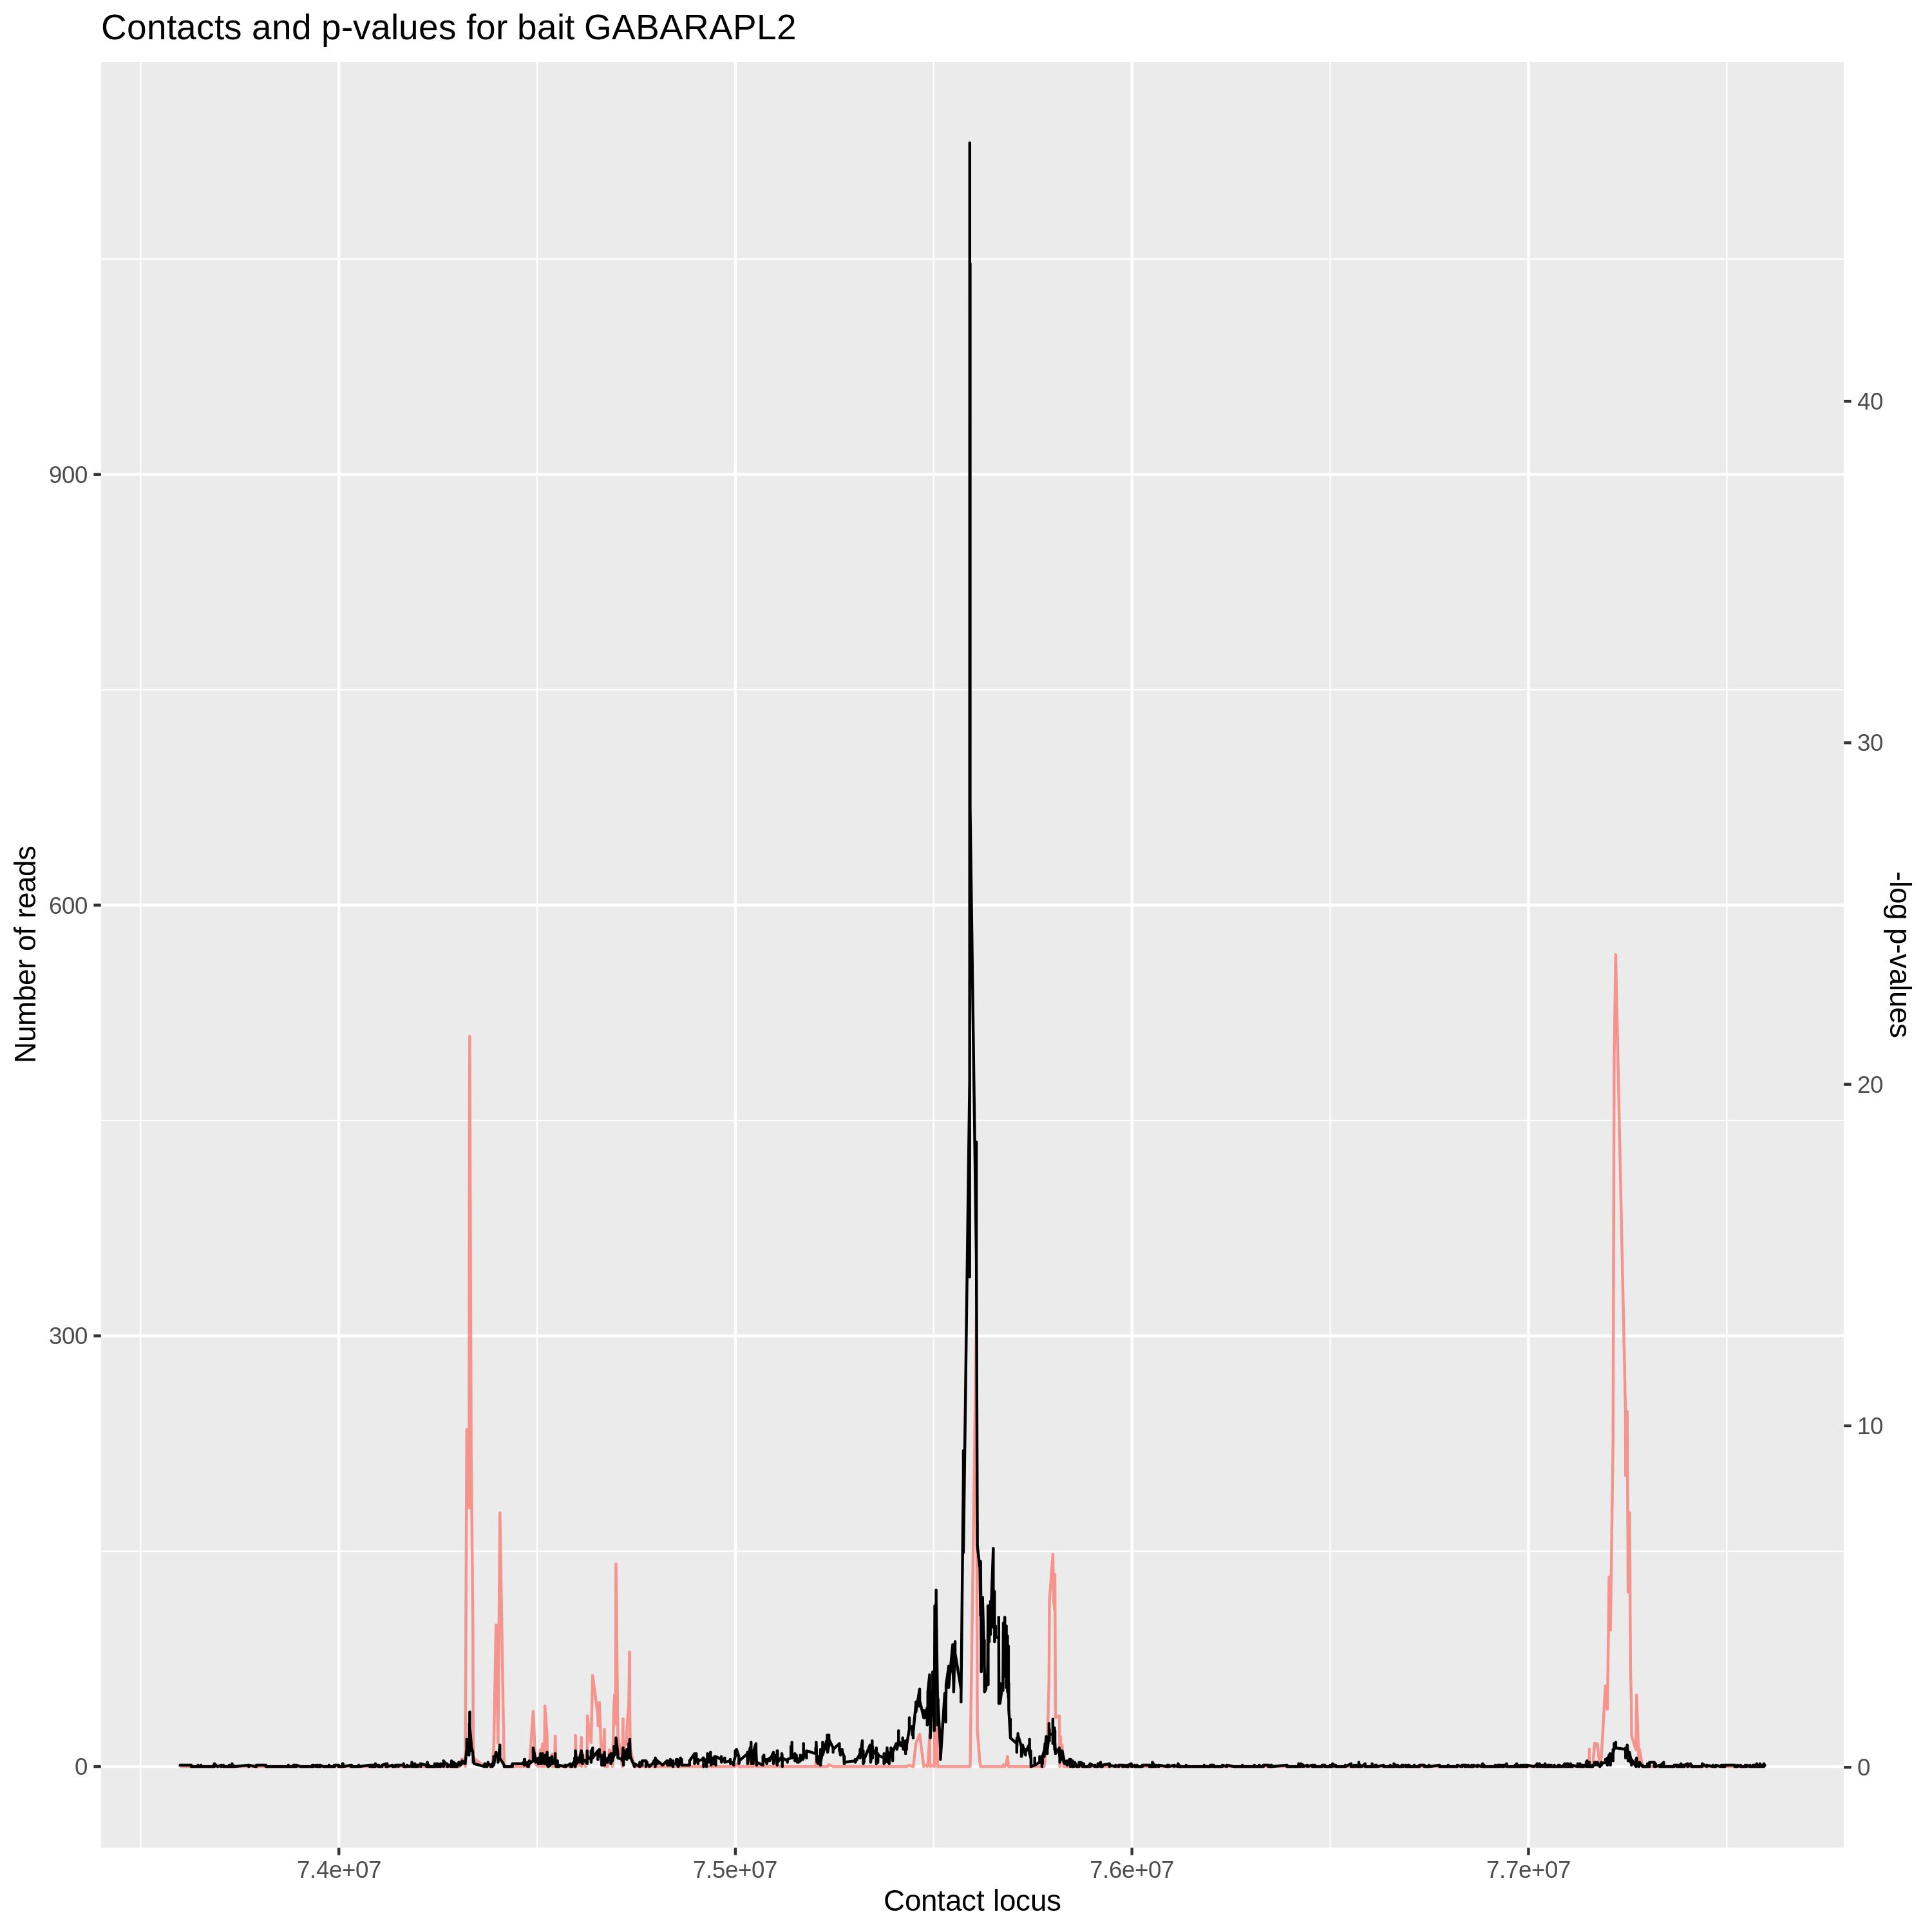 Contacts and p-values for bait GABARAPL2
Number of reads
900
600
300
0
40
30
20
10
0
-log p-values
7.4e+07
7.5e+07
7.6e+07
7.7e+07
Contact locus